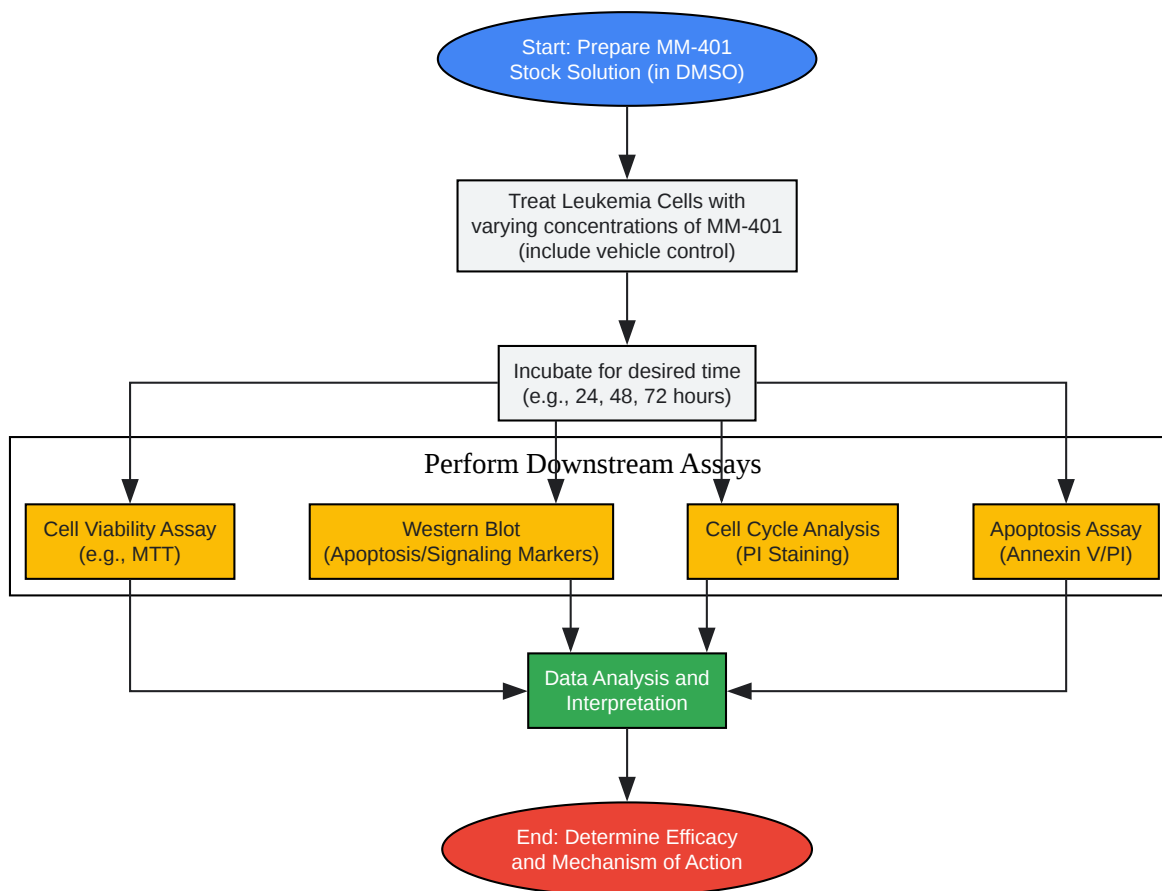 Start: Prepare MM-401
Stock Solution (in DMSO)
Treat Leukemia Cells with
varying concentrations of MM-401
(include vehicle control)
Incubate for desired time
(e.g., 24, 48, 72 hours)
Perform Downstream Assays
Cell Viability Assay
(e.g., MTT)
Western Blot
(Apoptosis/Signaling Markers)
Cell Cycle Analysis
(PI Staining)
Apoptosis Assay
(Annexin V/PI)
Data Analysis and
Interpretation
End: Determine Efficacy
and Mechanism of Action